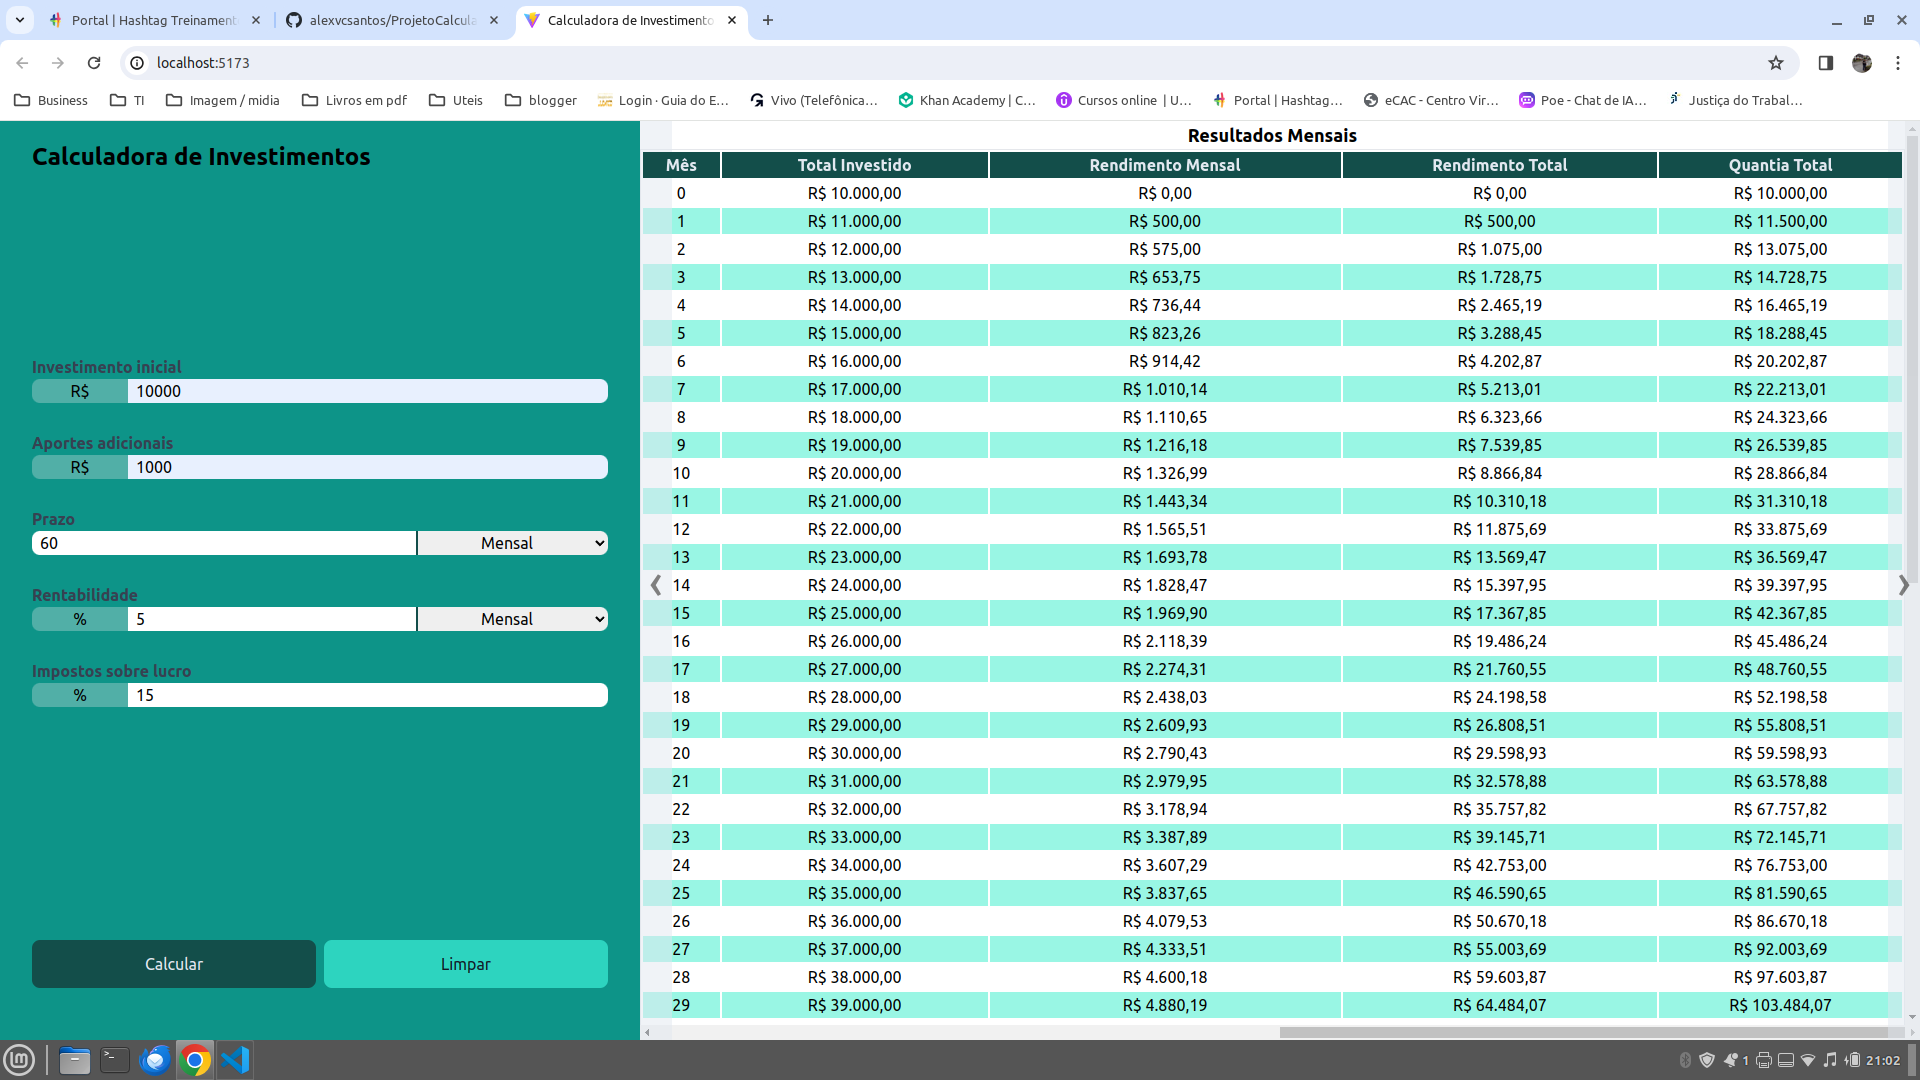 Portal | Hashtag Treinament
alexvcsantos/ProjetoCalcula
Calculadora de Investimento
localhost:5173
Business
TI
Imagem / midia
Livros em pdf
Uteis
blogger
Login · Guia do E...
Vivo (Telefônica...
Khan Academy | C...
Cursos online | U...
Portal | Hashtag...
eCAC - Centro Vir...
Poe - Chat de IA...
Justiça do Trabal...
Calculadora de Investimentos
Investimento inicial
R$ 10000
Aportes adicionais
R$ 1000
Prazo
60 Mensal
Rentabilidade
% 5 Mensal
Impostos sobre lucro
% 15
Calcular Limpar
Resultados Mensais
Mês Total Investido Rendimento Mensal Rendimento Total Quantia Total
0 R$ 10.000,00 R$ 0,00 R$ 0,00 R$ 10.000,00
1 R$ 11.000,00 R$ 500,00 R$ 500,00 R$ 11.500,00
2 R$ 12.000,00 R$ 575,00 R$ 1.075,00 R$ 13.075,00
3 R$ 13.000,00 R$ 653,75 R$ 1.728,75 R$ 14.728,75
4 R$ 14.000,00 R$ 736,44 R$ 2.465,19 R$ 16.465,19
5 R$ 15.000,00 R$ 823,26 R$ 3.288,45 R$ 18.288,45
6 R$ 16.000,00 R$ 914,42 R$ 4.202,87 R$ 20.202,87
7 R$ 17.000,00 R$ 1.010,14 R$ 5.213,01 R$ 22.213,01
8 R$ 18.000,00 R$ 1.110,65 R$ 6.323,66 R$ 24.323,66
9 R$ 19.000,00 R$ 1.216,18 R$ 7.539,85 R$ 26.539,85
10 R$ 20.000,00 R$ 1.326,99 R$ 8.866,84 R$ 28.866,84
11 R$ 21.000,00 R$ 1.443,34 R$ 10.310,18 R$ 31.310,18
12 R$ 22.000,00 R$ 1.565,51 R$ 11.875,69 R$ 33.875,69
13 R$ 23.000,00 R$ 1.693,78 R$ 13.569,47 R$ 36.569,47
14 R$ 24.000,00 R$ 1.828,47 R$ 15.397,95 R$ 39.397,95
15 R$ 25.000,00 R$ 1.969,90 R$ 17.367,85 R$ 42.367,85
16 R$ 26.000,00 R$ 2.118,39 R$ 19.486,24 R$ 45.486,24
17 R$ 27.000,00 R$ 2.274,31 R$ 21.760,55 R$ 48.760,55
18 R$ 28.000,00 R$ 2.438,03 R$ 24.198,58 R$ 52.198,58
19 R$ 29.000,00 R$ 2.609,93 R$ 26.808,51 R$ 55.808,51
20 R$ 30.000,00 R$ 2.790,43 R$ 29.598,93 R$ 59.598,93
21 R$ 31.000,00 R$ 2.979,95 R$ 32.578,88 R$ 63.578,88
22 R$ 32.000,00 R$ 3.178,94 R$ 35.757,82 R$ 67.757,82
23 R$ 33.000,00 R$ 3.387,89 R$ 39.145,71 R$ 72.145,71
24 R$ 34.000,00 R$ 3.607,29 R$ 42.753,00 R$ 76.753,00
25 R$ 35.000,00 R$ 3.837,65 R$ 46.590,65 R$ 81.590,65
26 R$ 36.000,00 R$ 4.079,53 R$ 50.670,18 R$ 86.670,18
27 R$ 37.000,00 R$ 4.333,51 R$ 55.003,69 R$ 92.003,69
28 R$ 38.000,00 R$ 4.600,18 R$ 59.603,87 R$ 97.603,87
29 R$ 39.000,00 R$ 4.880,19 R$ 64.484,07 R$ 103.484,07
1
21:02